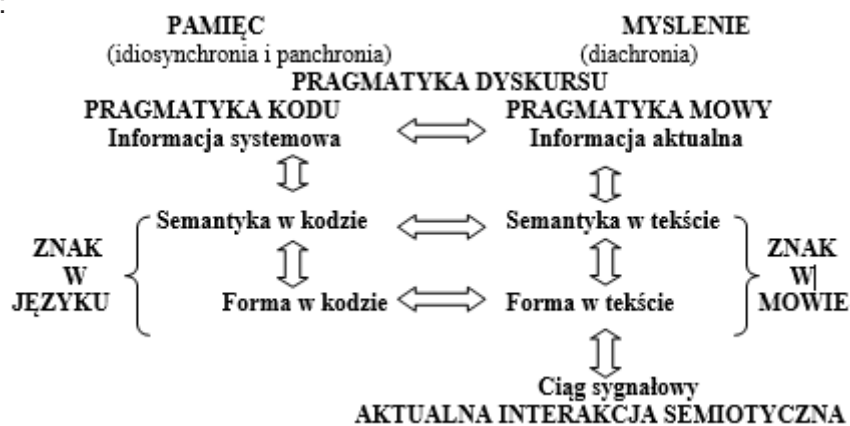 :
PAMIĘC MYSLENIE
(idiosynchronia i panchronia) (diachronia)
PRAGMATYKA DYSKURSU
PRAGMATYKA KODU PRAGMATYKA MOWY
Informacja systemowa Informacja aktualna
Semantyka w kodzie Semantyka w tekście
ZNAK ZNAK
W W
JĘZYKU Forma w kodzie Forma w tekście MOWIE
Ciąg sygnałowy
AKTUALNA INTERAKCJA SEMIOTYCZNA